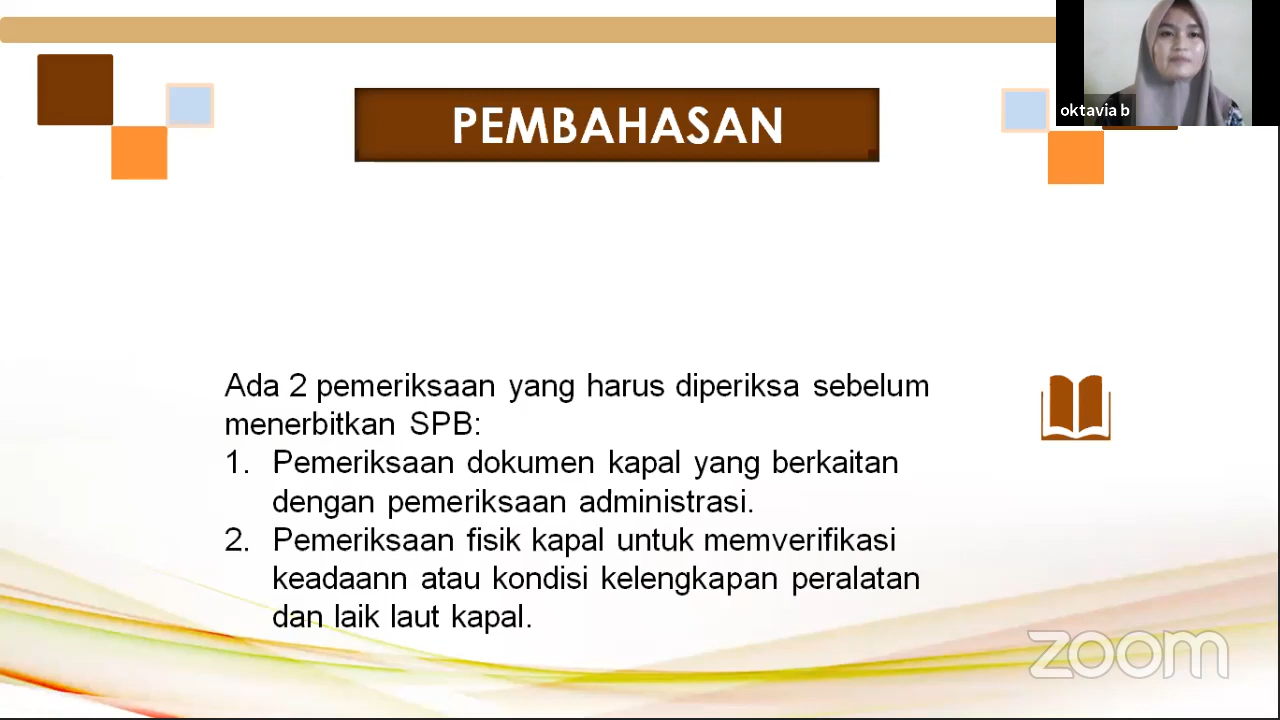 PEMBAHASAN
oktavia b
Ada 2 pemeriksaan yang harus diperiksa sebelum
menerbitkan SPB:
1. Pemeriksaan dokumen kapal yang berkaitan
dengan pemeriksaan administrasi.
2. Pemeriksaan fisik kapal untuk memverifikasi
keadaann atau kondisi kelengkapan peralatan
dan laik laut kapal.
zoom